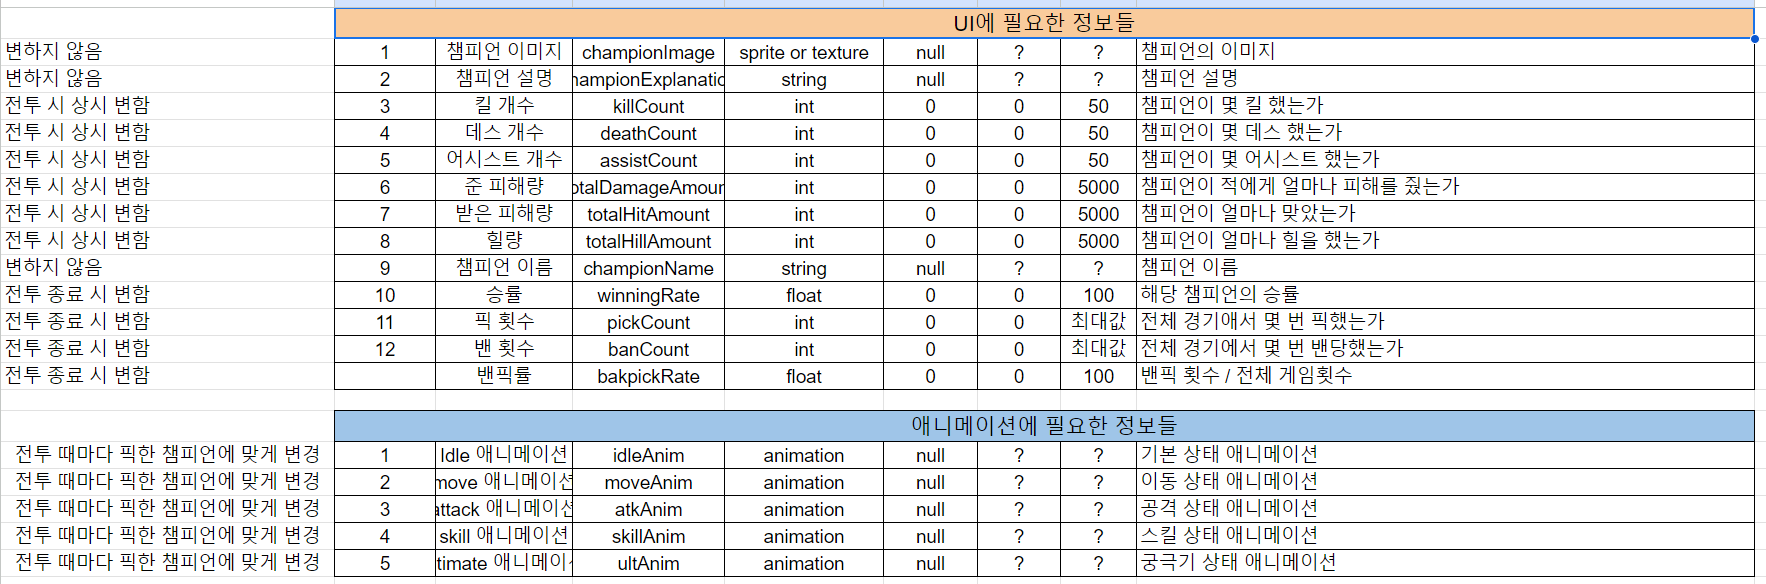 UI에 필요한 정보들
변하지 않음 1 챔피언 이미지 championImage sprite or texture null ? ? 챔피언의 이미지
변하지 않음 2 챔피언 설명 hampionExplanatic string null ? ? 챔피언 설명
전투 시 상시 변함 3 킬 개수 killCount int 0 0 50 챔피언이 몇 킬 했는가
전투 시 상시 변함 4 데스 개수 deathCount int 0 0 50 챔피언이 몇 데스 했는가
전투 시 상시 변함 5 어시스트 개수 assistCount int 0 0 50 챔피언이 몇 어시스트 했는가
전투 시 상시 변함 6 준 피해량 otalDamageAmour int 0 0 5000 챔피언이 적에게 얼마나 피해를 줬는가
전투 시 상시 변함 7 받은 피해량 totalHitAmount int 0 0 5000 챔피언이 얼마나 맞았는가
전투 시 상시 변함 8 힐량 totalHillAmount int 0 0 5000 챔피언이 얼마나 힐을 했는가
변하지 않음 9 챔피언 이름 championName string null ? ? 챔피언 이름
전투 종료 시 변함 10 승률 winningRate float 0 0 100 해당 챔피언의 승률
전투 종료 시 변함 11 픽 횟수 pickCount int 0 0 최대값 전체 경기애서 몇 번 픽했는가
전투 종료 시 변함 12 밴 횟수 banCount int 0 0 최대값 전체 경기에서 몇 번 밴당했는가
전투 종료 시 변함 밴픽률 bakpickRate float 0 0 100 밴픽 횟수 / 전체 게임횟수
애니메이션에 필요한 정보들
전투 때마다 픽한 챔피언에 맞게 변경 1 Idle 애니메이션 idleAnim animation null ? ? 기본 상태 애니메이션
전투 때마다 픽한 챔피언에 맞게 변경 2 move 애니메이션 moveAnim animation null ? ? 이동 상태 애니메이션
전투 때마다 픽한 챔피언에 맞게 변경 3 attack 애니메이션 atkAnim animation null ? ? 공격 상태 애니메이션
전투 때마다 픽한 챔피언에 맞게 변경 4 skill 애니메이션 skillAnim animation null ? ? 스킬 상태 애니메이션
전투 때마다 픽한 챔피언에 맞게 변경 5 timate 애니메이 ultAnim animation null ? ? 궁극기 상태 애니메이션